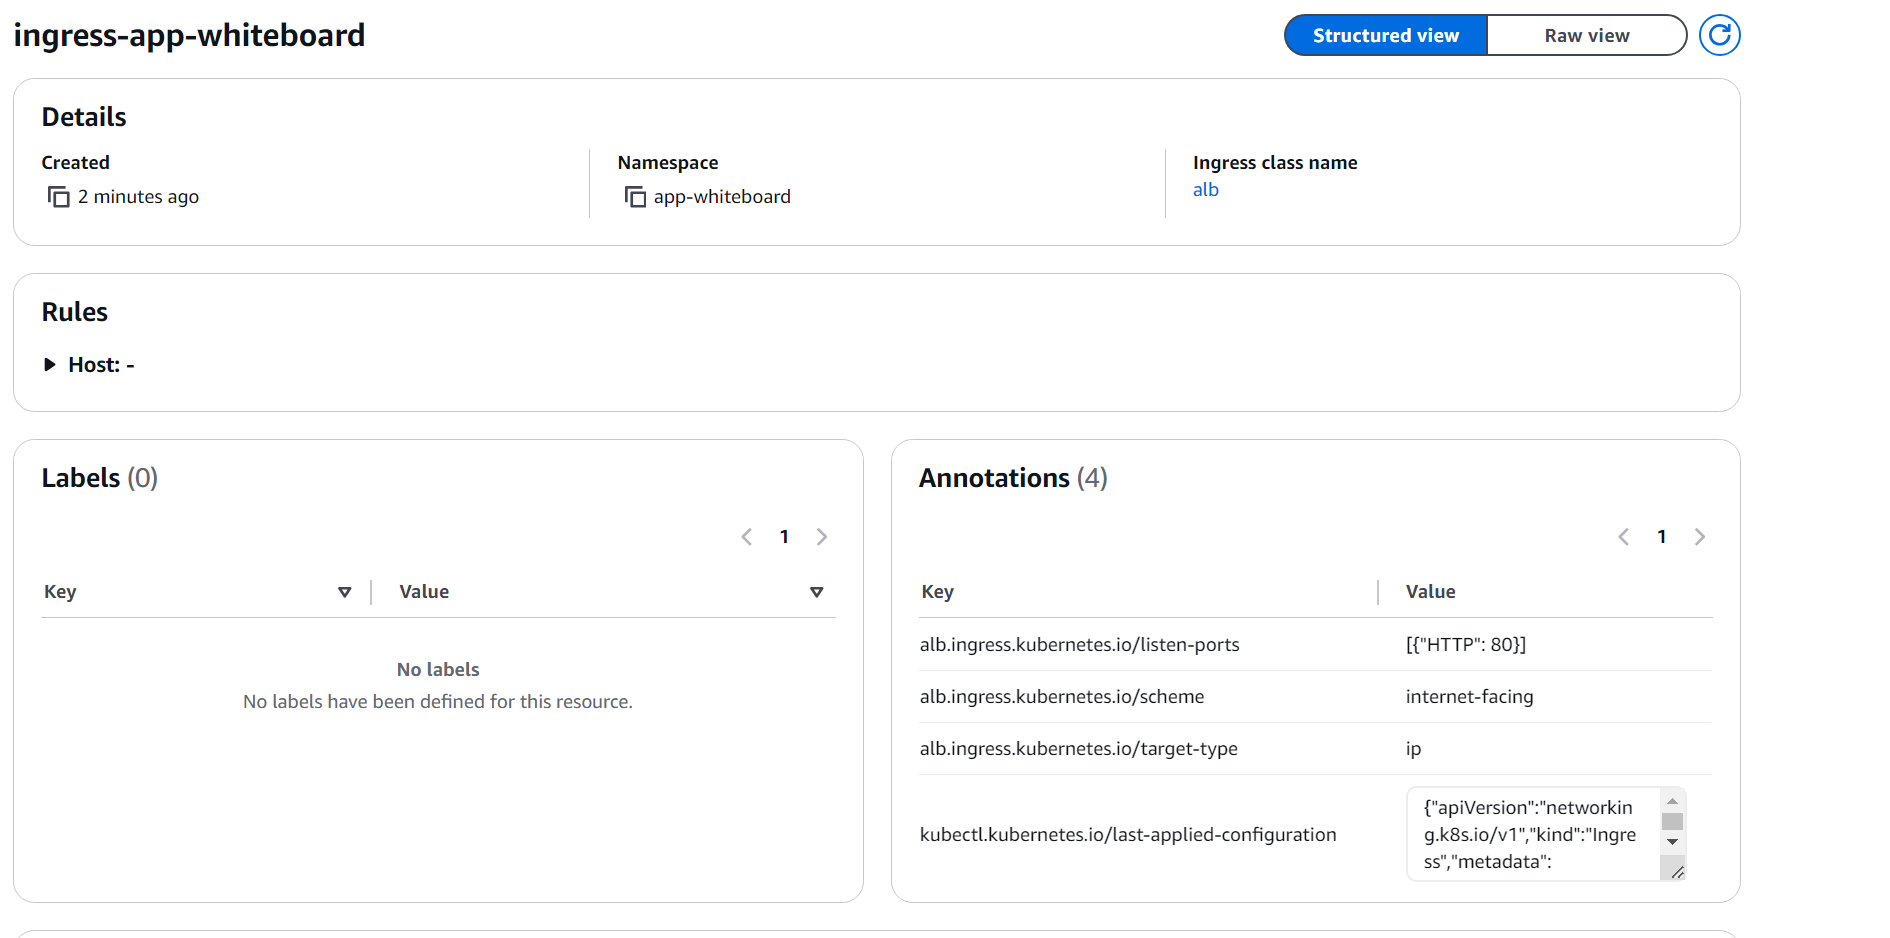 ingress-app-whiteboard
Structured view
Raw view
Details
Created
2 minutes ago
Namespace
app-whiteboard
Ingress class name
alb
Rules
Host: -
Labels (0)
1
Key
Value
No labels
No labels have been defined for this resource.
Annotations (4)
1
Key
Value
alb.ingress.kubernetes.io/listen-ports
[{"HTTP": 80}]
alb.ingress.kubernetes.io/scheme
internet-facing
alb.ingress.kubernetes.io/target-type
ip
kubectl.kubernetes.io/last-applied-configuration
{"apiVersion":"networkin
g.k8s.io/v1","kind":"Ingre
ss","metadata":